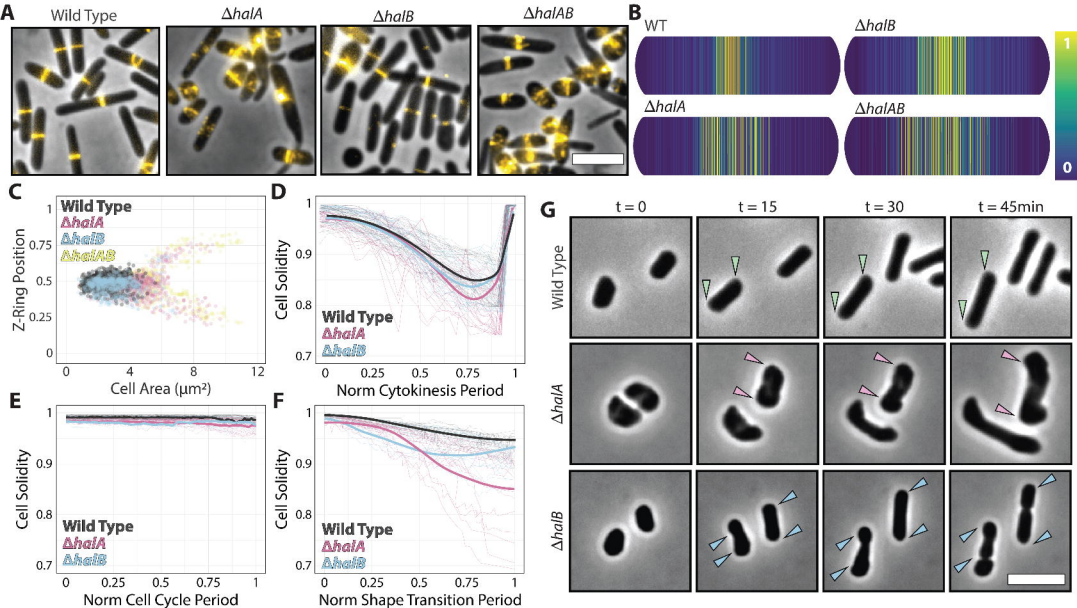 A
Wild Type
ΔhalA
ΔhalB
ΔhalAB
B
WT
ΔhalB
ΔhalA
ΔhalAB
1
0
C
Wild Type
ΔhalA
ΔhalB
ΔhalAB
1
0.75
0.5
0.25
0
Z-Ring Position
0
4
8
12
Cell Area (μm²)
D
1
0.9
0.8
0.7
Cell Solidity
Wild Type
ΔhalA
ΔhalB
0
0.25
0.5
0.75
1
Norm Cytokinesis Period
E
1
0.9
0.8
0.7
Cell Solidity
Wild Type
ΔhalA
ΔhalB
0
0.25
0.5
0.75
1
Norm Cell Cycle Period
F
1
0.9
0.8
0.7
Cell Solidity
Wild Type
ΔhalA
ΔhalB
0
0.25
0.5
0.75
1
Norm Shape Transition Period
G
t = 0
t = 15
t = 30
t = 45min
Wild Type
ΔhalA
ΔhalB